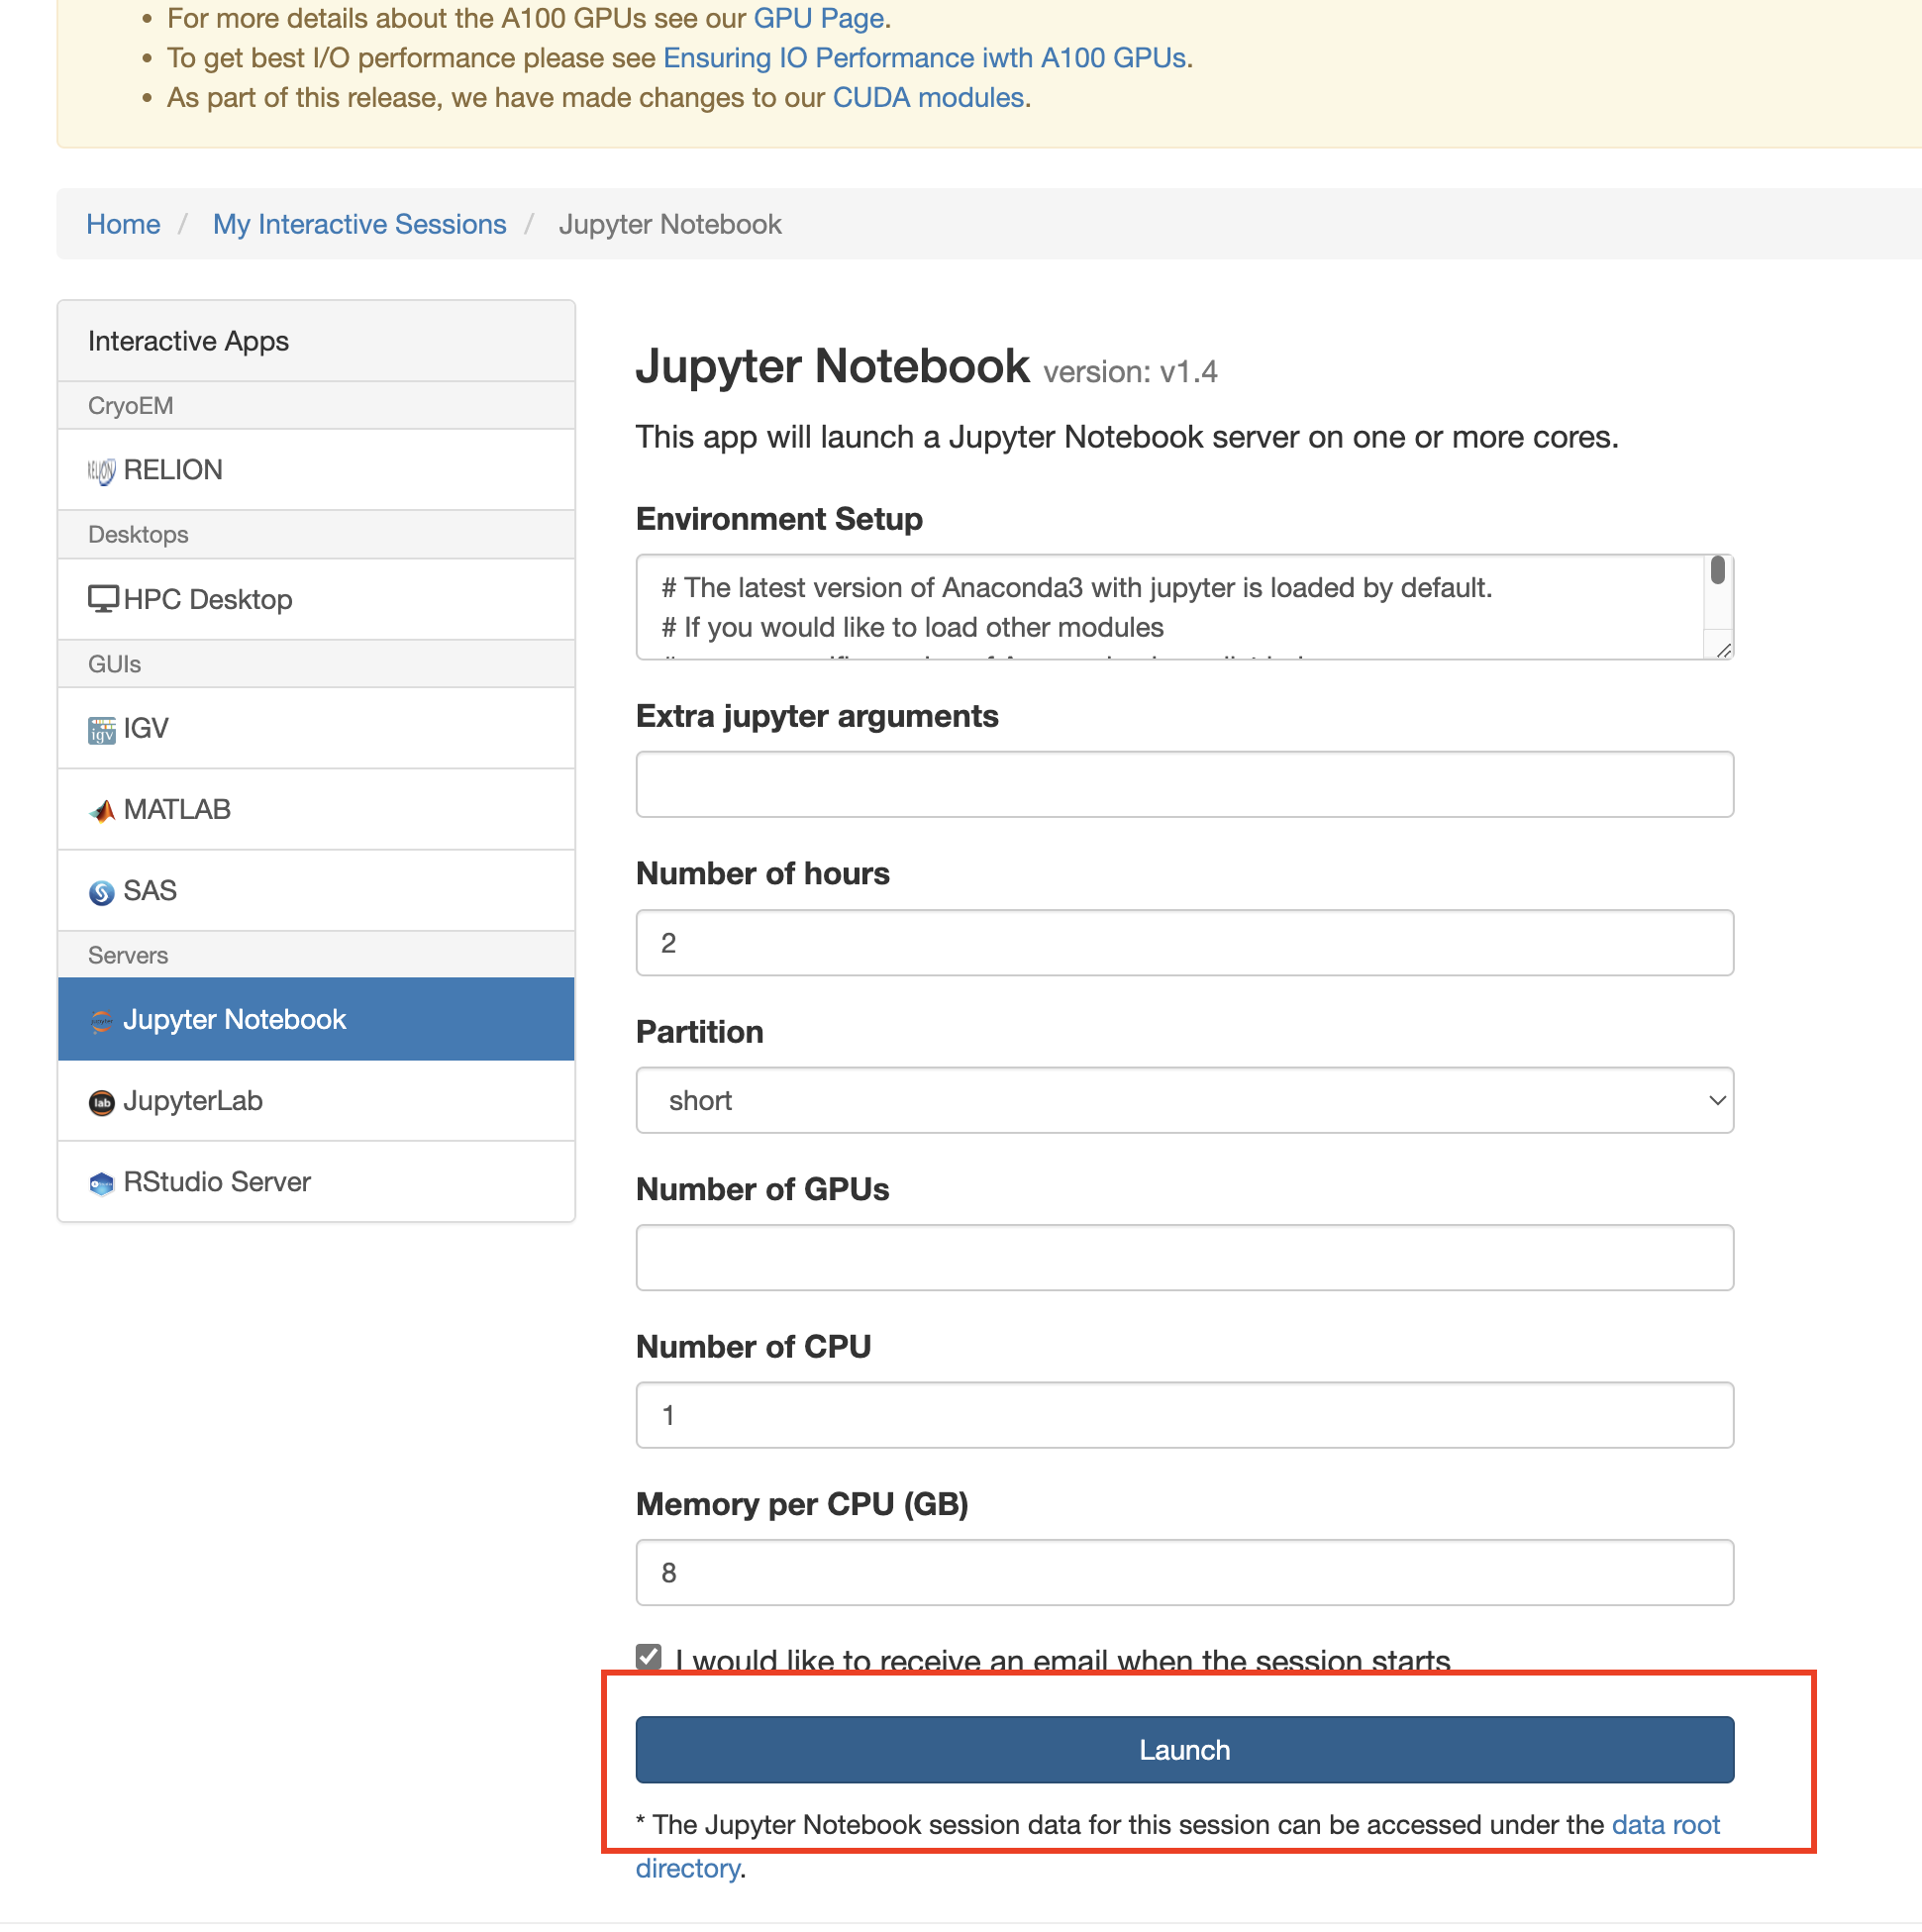 For more details about the A100 GPUs see our GPU Page.
To get best I/O performance please see Ensuring IO Performance iwth A100 GPUs.
As part of this release, we have made changes to our CUDA modules.
Home / My Interactive Sessions / Jupyter Notebook
Interactive Apps
CryoEM
RELION RELION
Desktops
HPC Desktop
GUIs
igv IGV
MATLAB
SAS
Servers
Jupyter Notebook
lab JupyterLab
RStudio Server
Jupyter Notebook version: v1.4
This app will launch a Jupyter Notebook server on one or more cores.
Environment Setup
# The latest version of Anaconda3 with jupyter is loaded by default.
# If you would like to load other modules
Extra jupyter arguments
Number of hours
2
Partition
short
Number of GPUs
Number of CPU
1
Memory per CPU (GB)
8
I would like to receive an email when the session starts
Launch
* The Jupyter Notebook session data for this session can be accessed under the data root
directory.